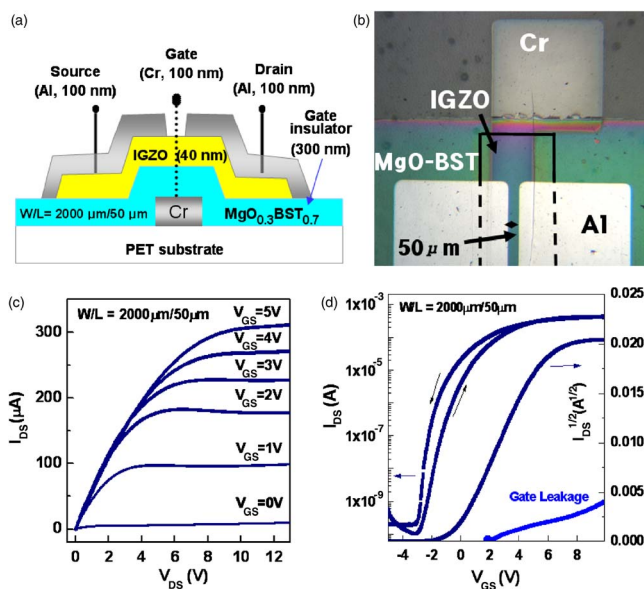 (a)
Gate
(Cr, 100 nm)
Source
(Al, 100 nm)
Drain
(Al, 100 nm)
Gate
insulator
(300 nm)
IGZO (40 nm)
W/L= 2000 μm/50 μm
Cr
MgO0.3BST0.7
PET substrate
(b)
Cr
IGZO
MgO-BST
Al
50μm
(c)
W/L = 2000μm/50μm
VGS=5V
VGS=4V
VGS=3V
VGS=2V
VGS=1V
VGS=0V
300
200
100
0
IDS(μA)
0 2 4 6 8 10 12
VDS(V)
(d)
W/L=2000μm/50μm
1x10-3
1x10-5
1x10-7
1x10-9
IDS(A)
0.025
0.020
0.015
0.010
0.005
0.000
IDS1/2(A1/2)
Gate Leakage
-4 -2 0 2 4 6 8
VGS(V)